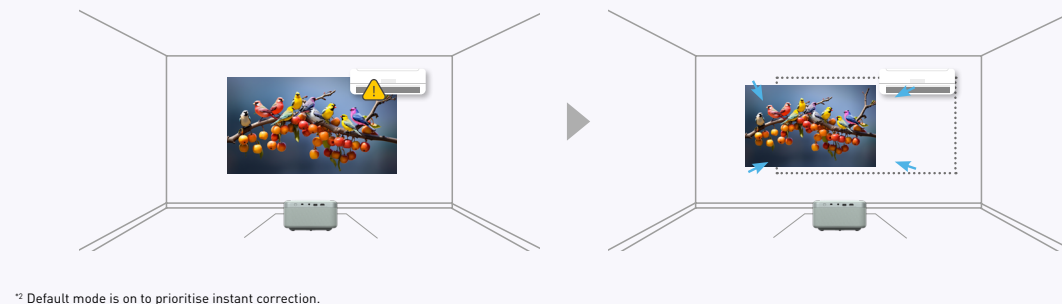 *2 Default mode is on to prioritise instant correction.